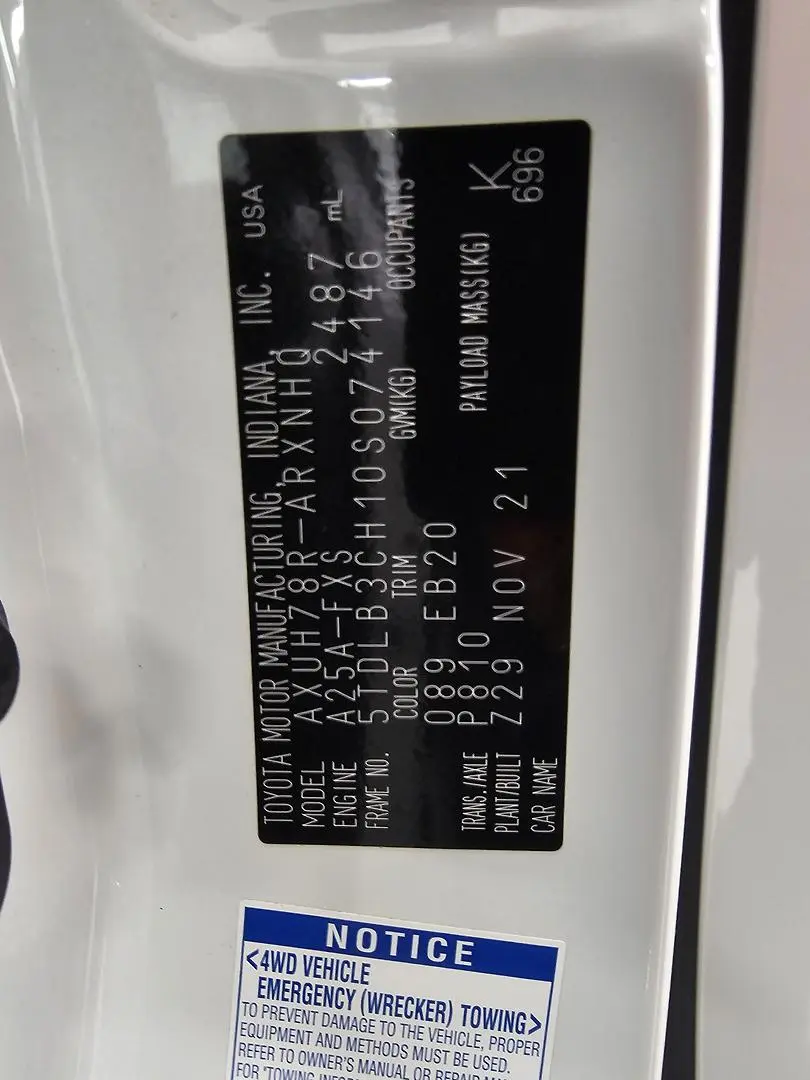 TOYOTA MOTOR MANUFACTURING, INDIANA, INC. USA
MODEL AXUH78R-ARXNHQ
ENGINE A25A-FXS 2487 mL
FRAME NO. 5TDLB3CH10S074146
COLOR TRIM GVM(KG) OCCUPANTS
089 EB20
TRANS./AXLE P810 PAYLOAD MASS(KG) K
PLANT/BUILT Z29 NOV 21 696
CAR NAME
NOTICE
<4WD VEHICLE
EMERGENCY (WRECKER) TOWING>
TO PREVENT DAMAGE TO THE VEHICLE, PROPER
EQUIPMENT AND METHODS MUST BE USED.
REFER TO OWNER'S MANUAL OR REPAIR
FOR "TOWING